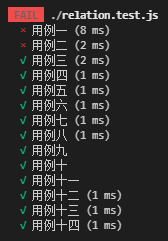 FAIL ./relation.test.js
× 用例一 (8 ms)
× 用例二 (2 ms)
√ 用例三 (2 ms)
√ 用例四 (1 ms)
√ 用例五 (1 ms)
√ 用例六 (1 ms)
√ 用例七 (1 ms)
√ 用例八 (1 ms)
√ 用例九
√ 用例十
√ 用例十一
√ 用例十二 (1 ms)
√ 用例十三 (1 ms)
√ 用例十四 (1 ms)